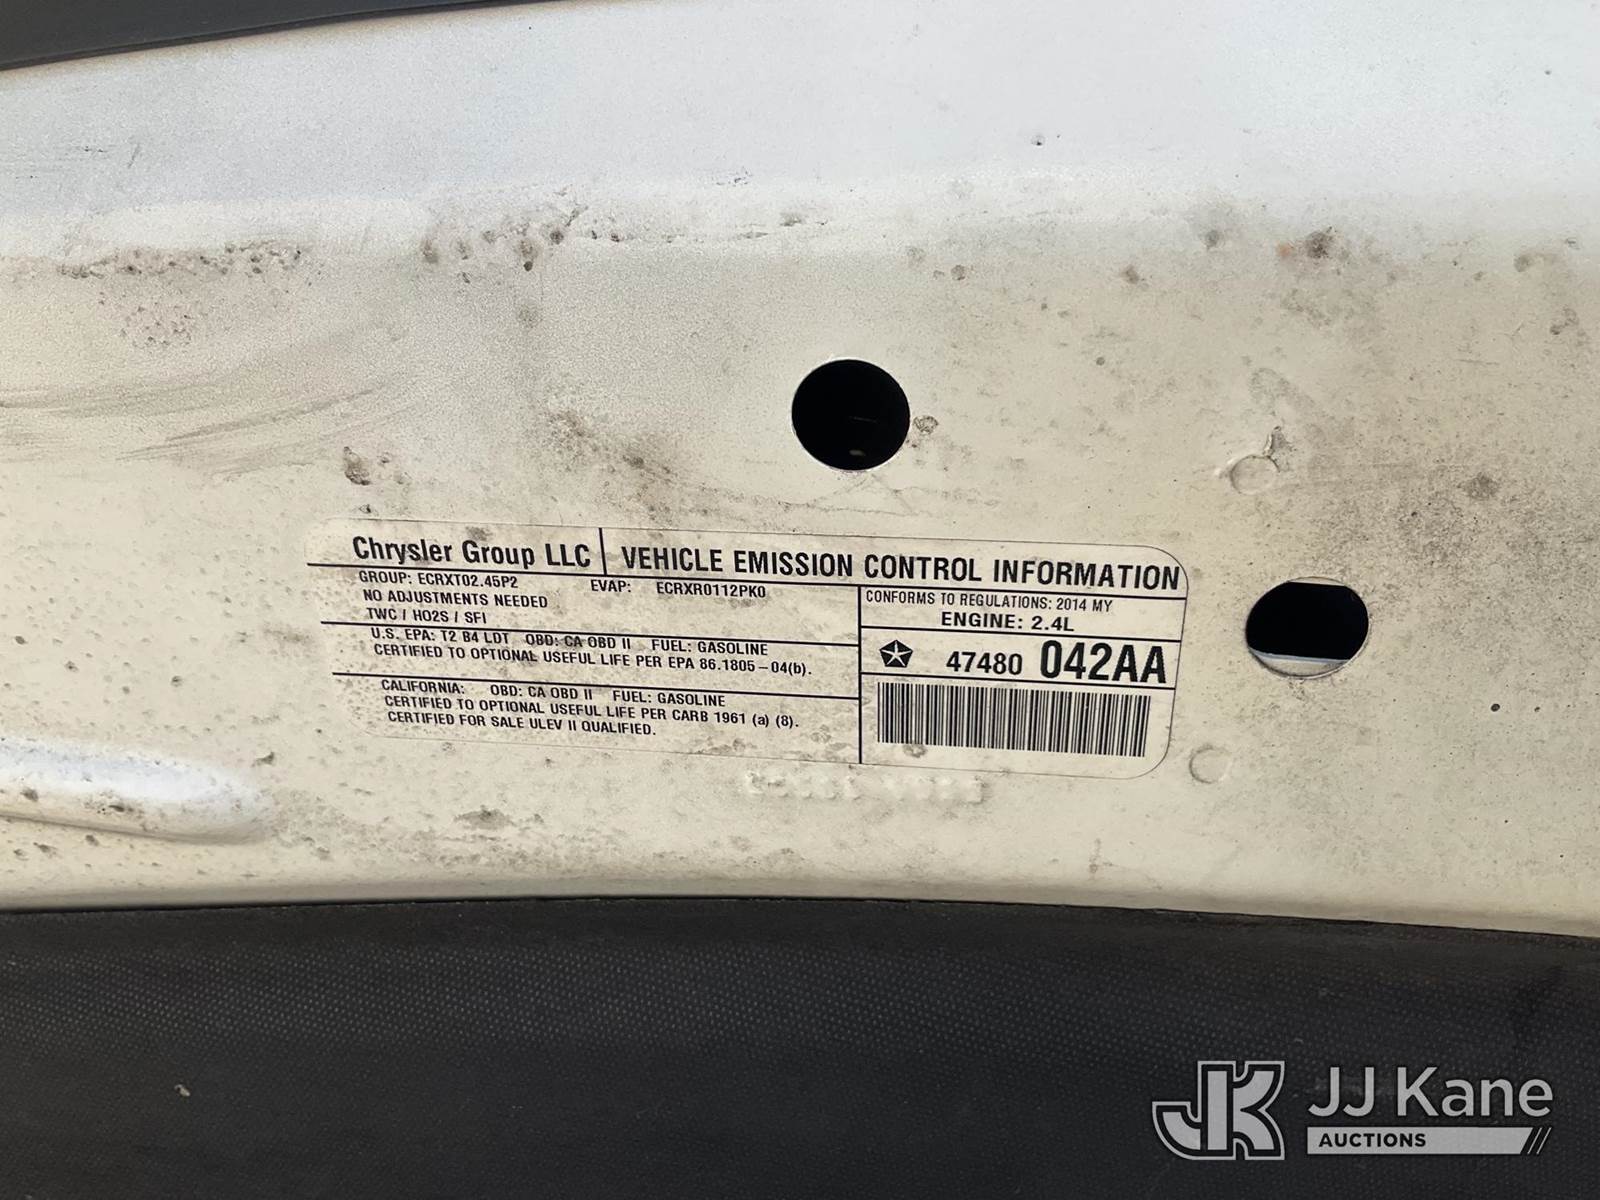 Chrysler Group LLC VEHICLE EMISSION CONTROL INFORMATION
GROUP: ECRXT02.45P2 EVAP: ECRXR0112PK0
NO ADJUSTMENTS NEEDED
TWC / HO2S / SFI
U.S. EPA: T2 B4 LDT OBD: CA OBD II FUEL: GASOLINE
CERTIFIED TO OPTIONAL USEFUL LIFE PER EPA 86.1805–04(b).
CALIFORNIA: OBD: CA OBD II FUEL: GASOLINE
CERTIFIED TO OPTIONAL USEFUL LIFE PER CARB 1961 (a) (8).
CERTIFIED FOR SALE ULEV II QUALIFIED.
CONFORMS TO REGULATIONS: 2014 MY
ENGINE: 2.4L
47480 042AA
JK JJ Kane
AUCTIONS